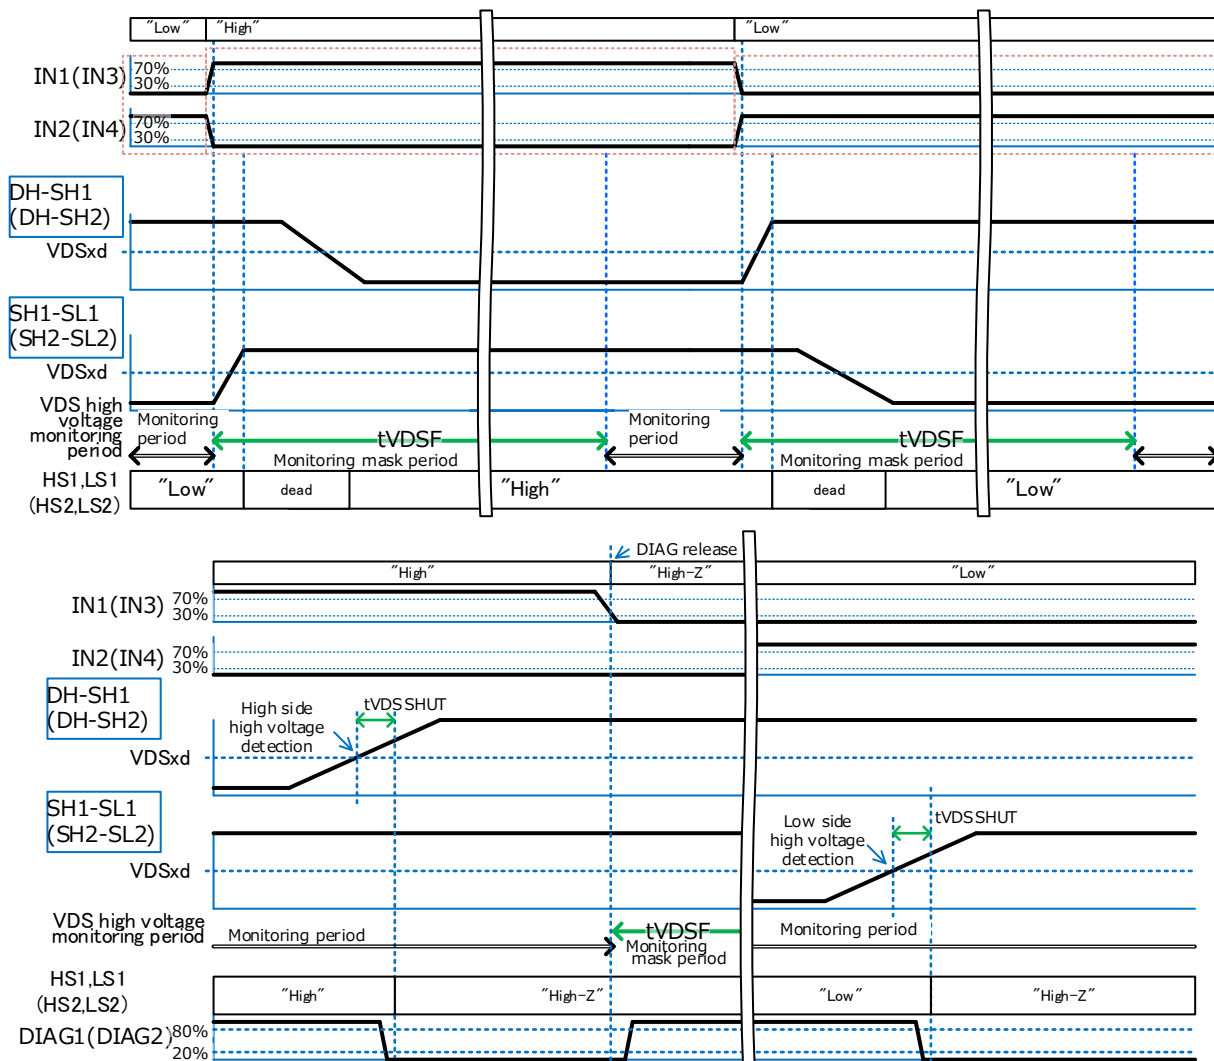 "Low" "High" "Low"
IN1(IN3) 70%
30%
IN2(IN4) 70%
30%
DH-SH1
(DH-SH2)
VDSxd
SH1-SL1
(SH2-SL2)
VDSxd
VDS high
voltage
monitoring
period
Monitoring
period
tVDSF
Monitoring mask period
Monitoring
period
tVDSF
Monitoring mask period
HS1,LS1
(HS2,LS2)
"Low" dead "High" dead "Low"
DIAG release
"High" "High-Z" "Low"
IN1(IN3) 70%
30%
IN2(IN4) 70%
30%
DH-SH1
(DH-SH2)
High side
high voltage
detection
tVDSSHUT
VDSxd
SH1-SL1
(SH2-SL2)
Low side
high voltage
detection
tVDSSHUT
VDSxd
VDS high voltage
monitoring period
Monitoring period
tVDSF
Monitoring
mask period
Monitoring period
HS1,LS1
(HS2,LS2)
"High" "High-Z" "Low" "High-Z"
DIAG1(DIAG2) 80%
20%